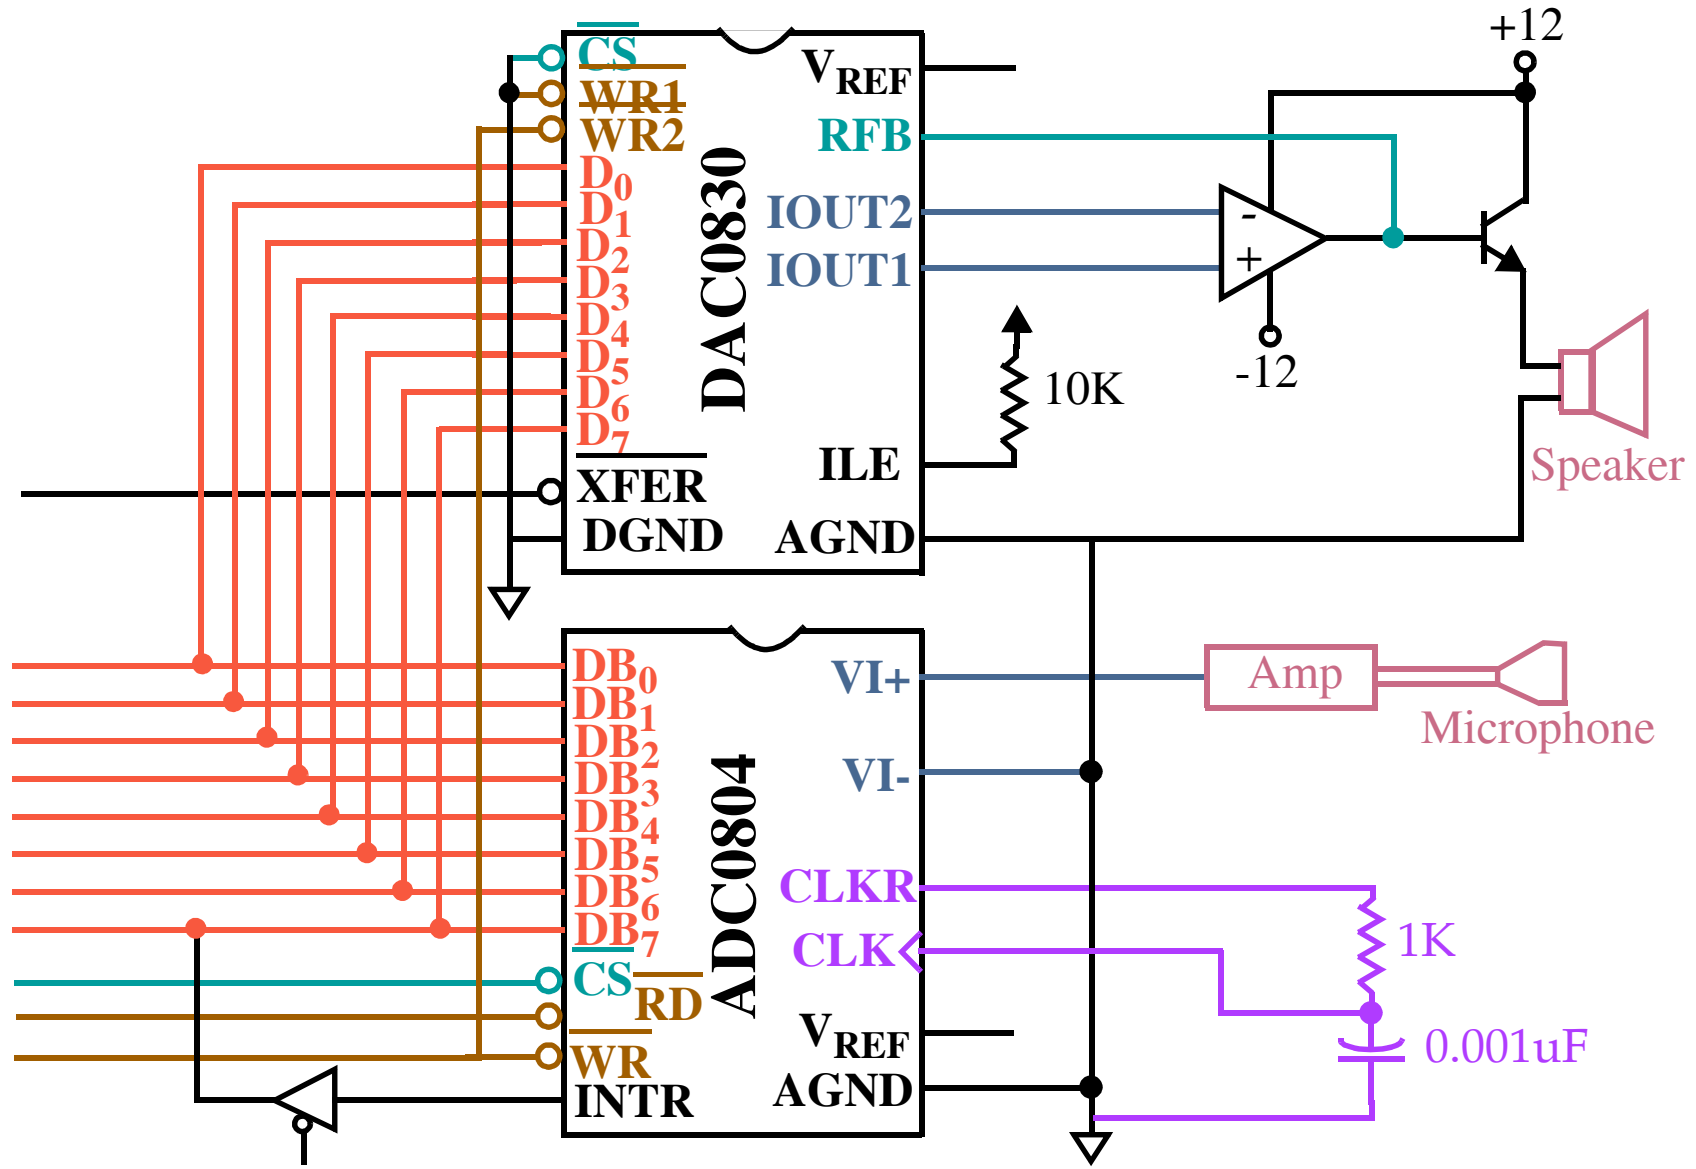 CS
WR1
WR2
D0
D1
D2
D3
D4
D5
D6
D7
XFER
DGND
DAC0830
VREF
RFB
IOUT2
IOUT1
ILE
AGND
10K
+12
-
+
-12
Speaker
DB0
DB1
DB2
DB3
DB4
DB5
DB6
DB7
CS
RD
WR
INTR
ADC0804
VI+
VI-
CLKR
CLK
VREF
AGND
Amp
Microphone
1K
0.001uF